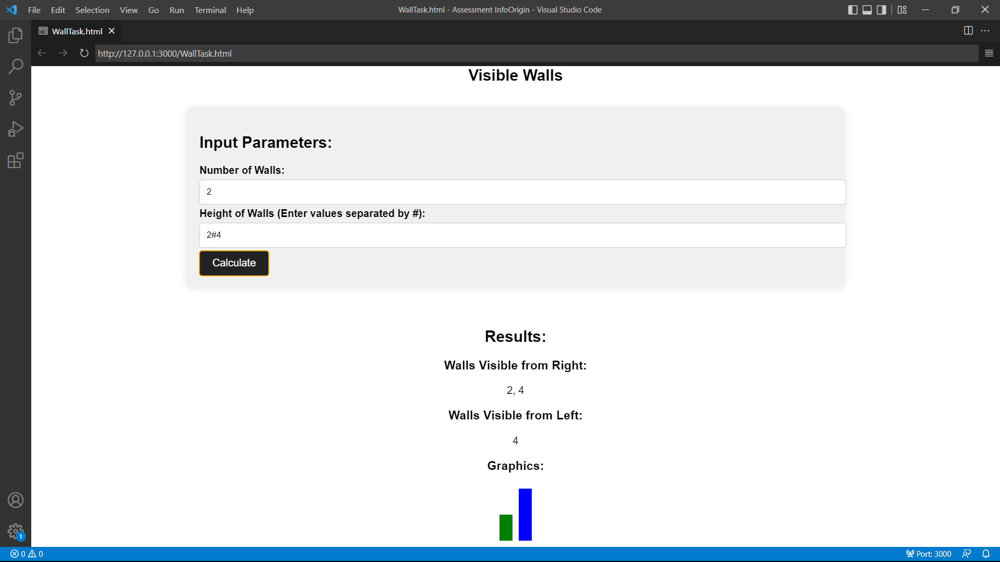 File Edit Selection View Go Run Terminal Help WallTask.html - Assessment InfoOrigin - Visual Studio Code
WallTask.html
http://127.0.0.1:3000/WallTask.html
Visible Walls
Input Parameters:
Number of Walls:
2
Height of Walls (Enter values separated by #):
2#4
Calculate
Results:
Walls Visible from Right:
2, 4
Walls Visible from Left:
4
Graphics:
1
0 0 Port: 3000